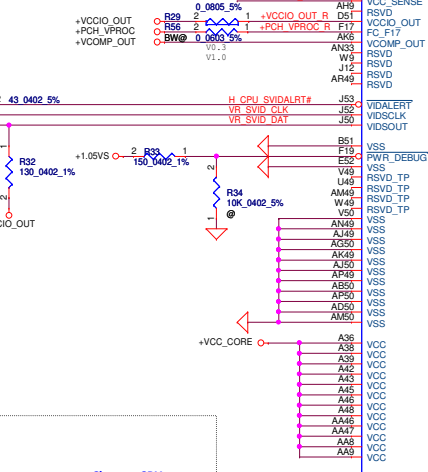 0_0805_5%
AH9 VCC_SENSE
RSVD
+VCCIO_OUT R29 2 1 +VCCIO_OUT_R D51 VCCIO_OUT
+PCH_VPROC R56 2 1 +PCH_VPROC_R F17 FC_F17
+VCOMP_OUT BW@ 0_0603_5% AK6 VCOMP_OUT
V0.3 AN33 RSVD
V1.0 W9 RSVD
J12 RSVD
AR49 RSVD
2 43_0402_5% H_CPU_SVIDALRT# J53 VIDALERT
VR_SVID_CLK J52 VIDSCLK
VR_SVID_DAT J50 VIDSOUT
B51 VSS
+1.05VS 2 R33 1 F19 PWR_DEBUG
150_0402_1%
E52 VSS
1 R32
130_0402_1%
2
V49 RSVD_TP
U49 RSVD_TP
R34
10K_0402_5%
@
1 2
AM49 RSVD_TP
W49 RSVD_TP
V50 VSS
CIO_OUT
AN49 VSS
AJ49 VSS
AG50 VSS
AK49 VSS
AJ50 VSS
AP49 VSS
AB50 VSS
AP50 VSS
AD50 VSS
AM50 VSS
+VCC_CORE A36 VCC
A38 VCC
A39 VCC
A42 VCC
A43 VCC
A45 VCC
A46 VCC
A48 VCC
AA46 VCC
AA47 VCC
AA8 VCC
AA9 VCC